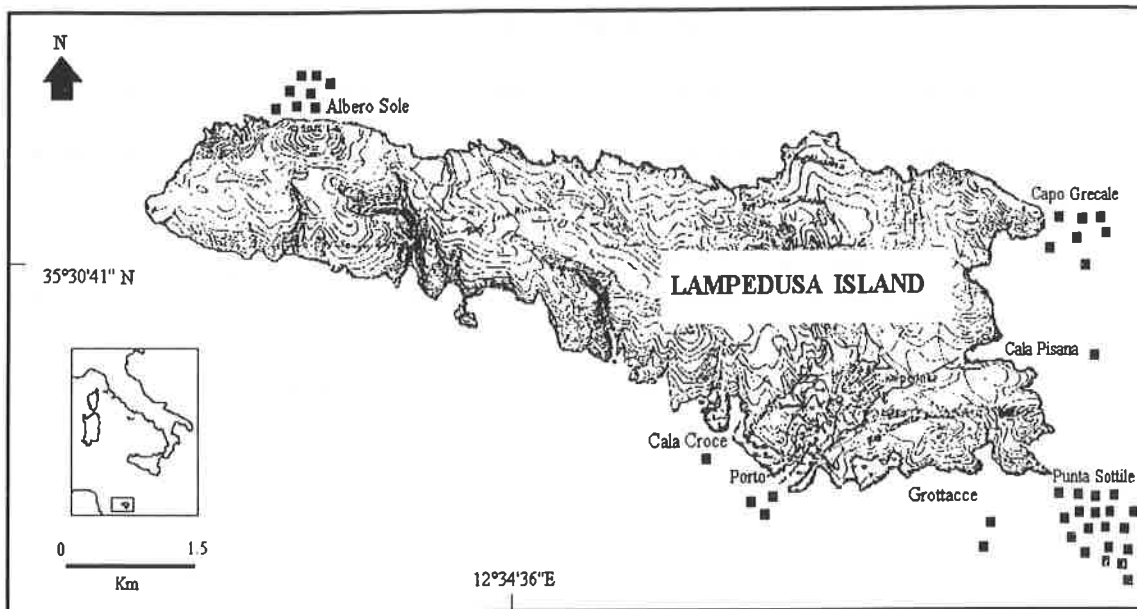 N
Albero Sole
Capo Grecale
35°30'41" N
LAMPEDUSA ISLAND
Cala Pisana
Cala Croce
Porto
Punta Sottile
Grottacce
0 1.5
Km
12°34'36"E